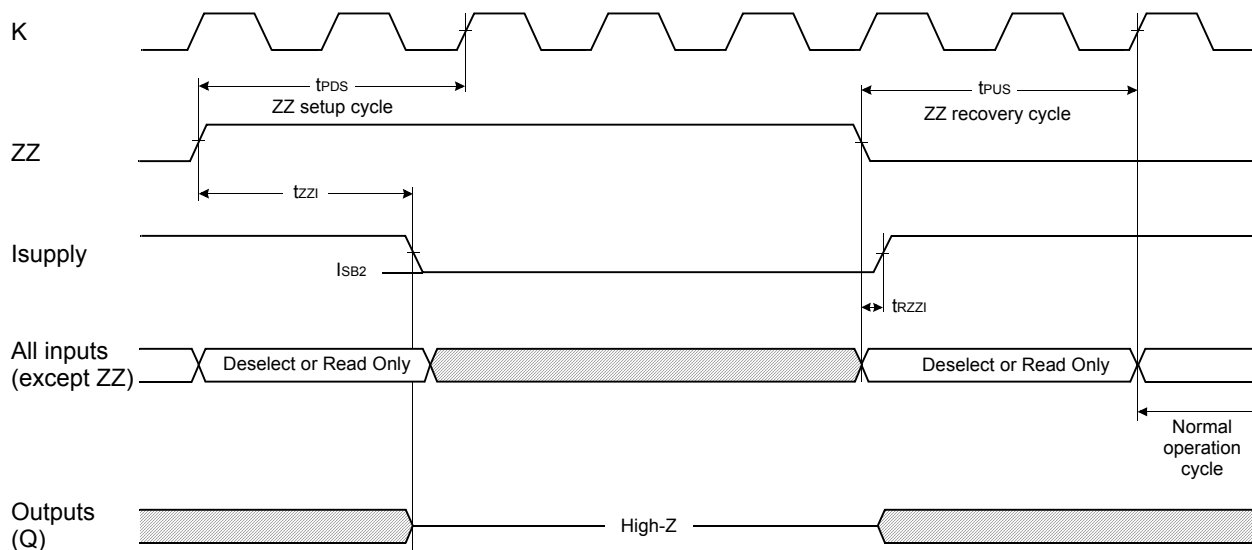 K
tPDS
ZZ setup cycle
tPUS
ZZ recovery cycle
ZZ
tZZI
Isupply
ISB2
tRZZI
All inputs
(except ZZ)
Deselect or Read Only
Deselect or Read Only
Normal
operation
cycle
Outputs
(Q)
High-Z